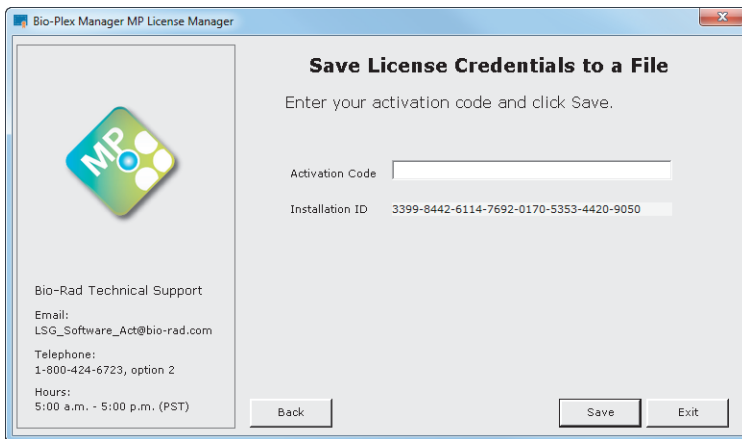 Bio-Plex Manager MP License Manager
MP
Save License Credentials to a File
Enter your activation code and click Save.
Activation Code
Installation ID 3399-8442-6114-7692-0170-5353-4420-9050
Bio-Rad Technical Support
Email:
LSG_Software_Act@bio-rad.com
Telephone:
1-800-424-6723, option 2
Hours:
5:00 a.m. - 5:00 p.m. (PST)
Back Save Exit